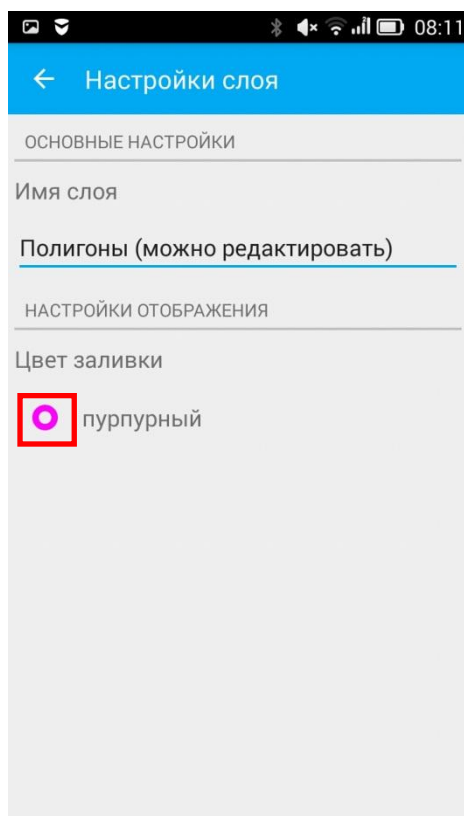 08:11
Настройки слоя
ОСНОВНЫЕ НАСТРОЙКИ
Имя слоя
Полигоны (можно редактировать)
НАСТРОЙКИ ОТОБРАЖЕНИЯ
Цвет заливки
пурпурный